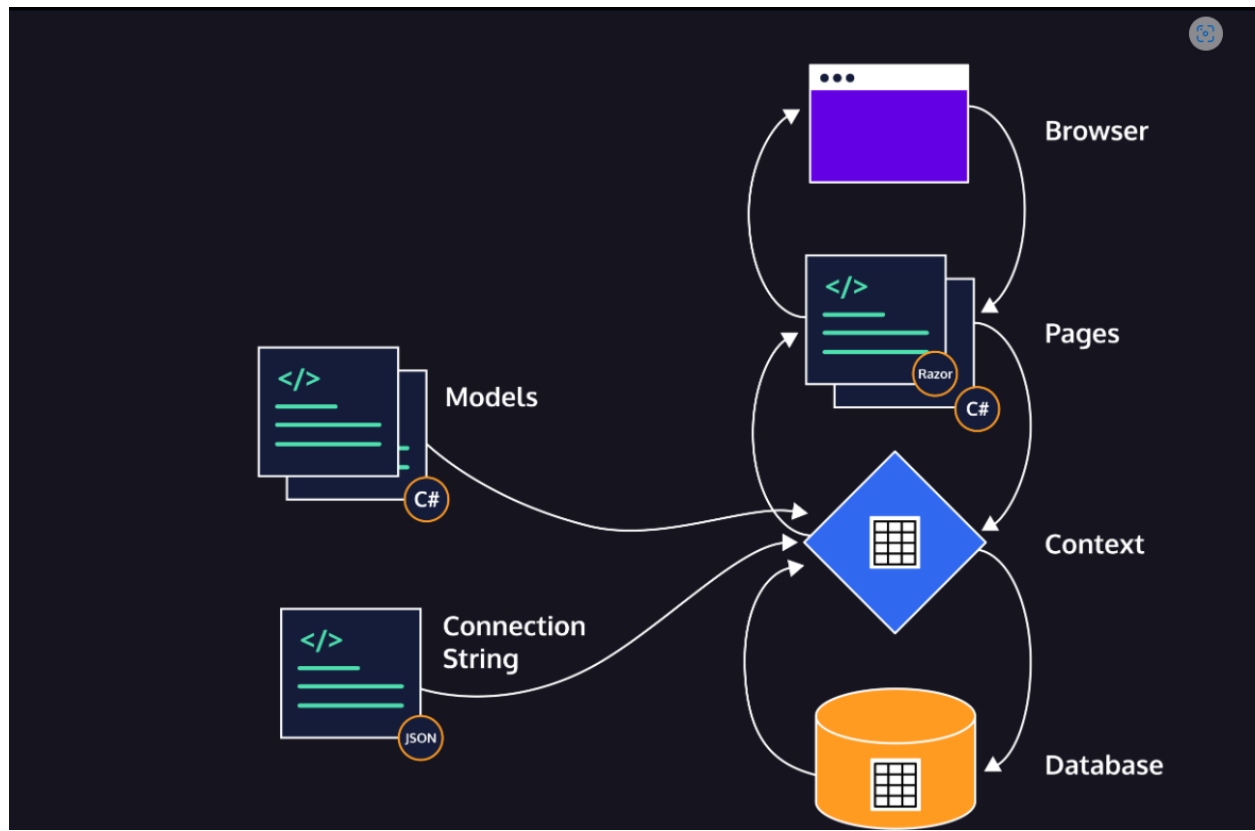 Browser
</>
Pages
Razor
C#
</>
Models
C#
Context
</>
Connection
String
JSON
Database